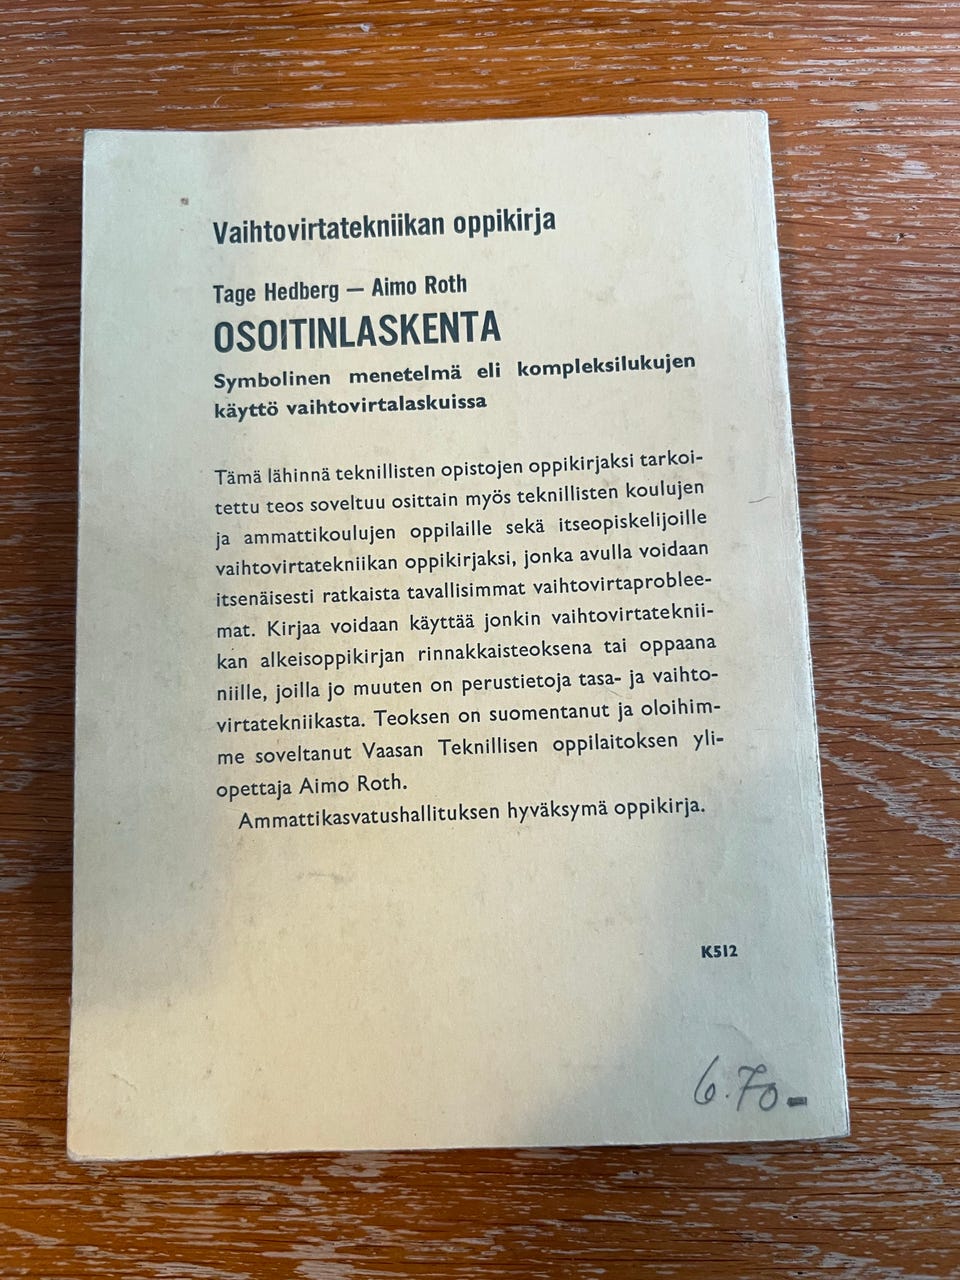 Vaihtovirtatekniikan oppikirja
Tage Hedberg — Aimo Roth
OSOITINLASKENTA
Symbolinen menetelmä eli kompleksilukujen
käyttö vaihtovirtalaskuissa
Tämä lähinnä teknillisten opistojen oppikirjaksi tarkoi-
tettu teos soveltuu osittain myös teknillisten koulujen
ja ammattikoulujen oppilaille sekä itseopiskelijoille
vaihtovirtatekniikan oppikirjaksi, jonka avulla voidaan
itsenäisesti ratkaista tavallisimmat vaihtovirtaproblee-
mat. Kirjaa voidaan käyttää jonkin vaihtovirtateknii-
kan alkeisoppikirjan rinnakkaisteoksena tai oppaana
niille, joilla jo muuten on perustietoja tasa- ja vaihto-
virtatekniikasta. Teoksen on suomentanut ja oloihim-
me soveltanut Vaasan Teknillisen oppilaitoksen yli-
opettaja Aimo Roth.
Ammattikasvatushallituksen hyväksymä oppikirja.
K512
6.70-